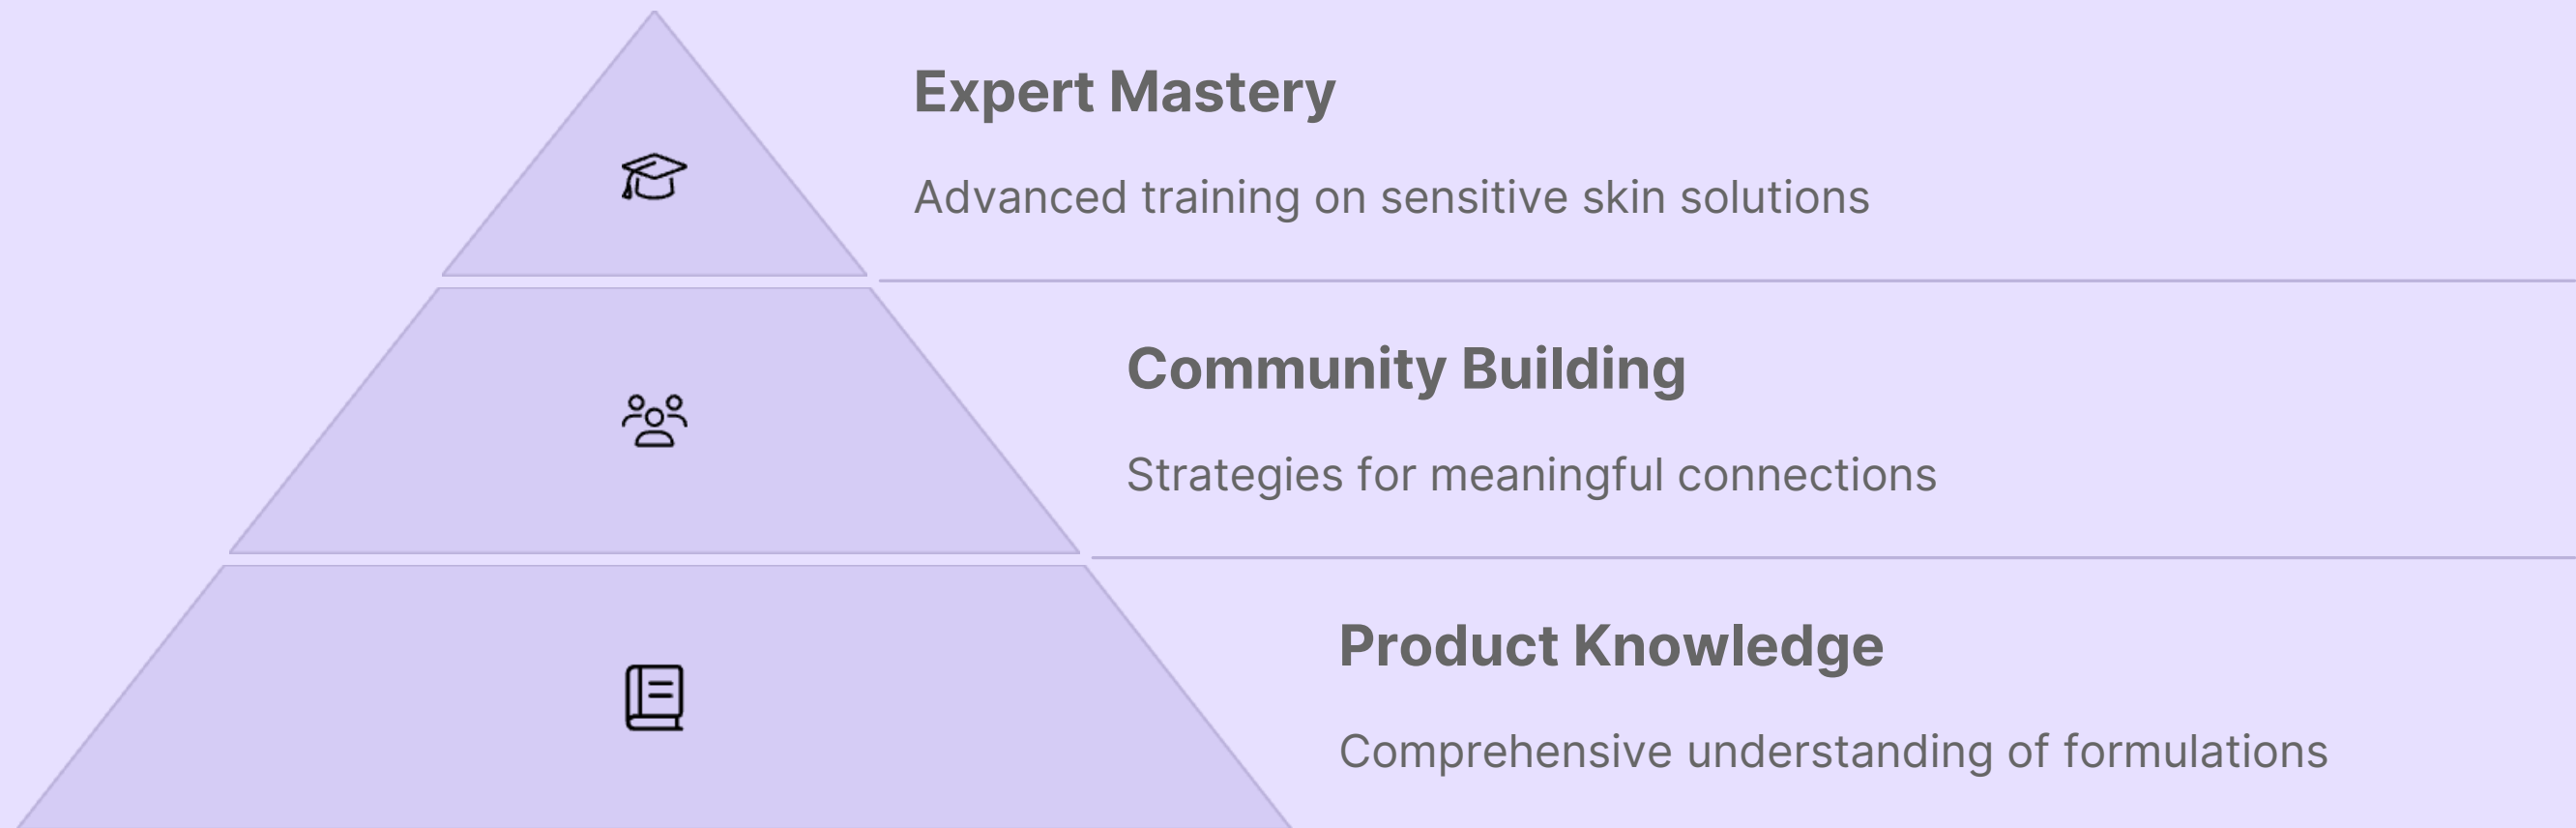 Expert Mastery
Advanced training on sensitive skin solutions
Community Building
Strategies for meaningful connections
Product Knowledge
Comprehensive understanding of formulations